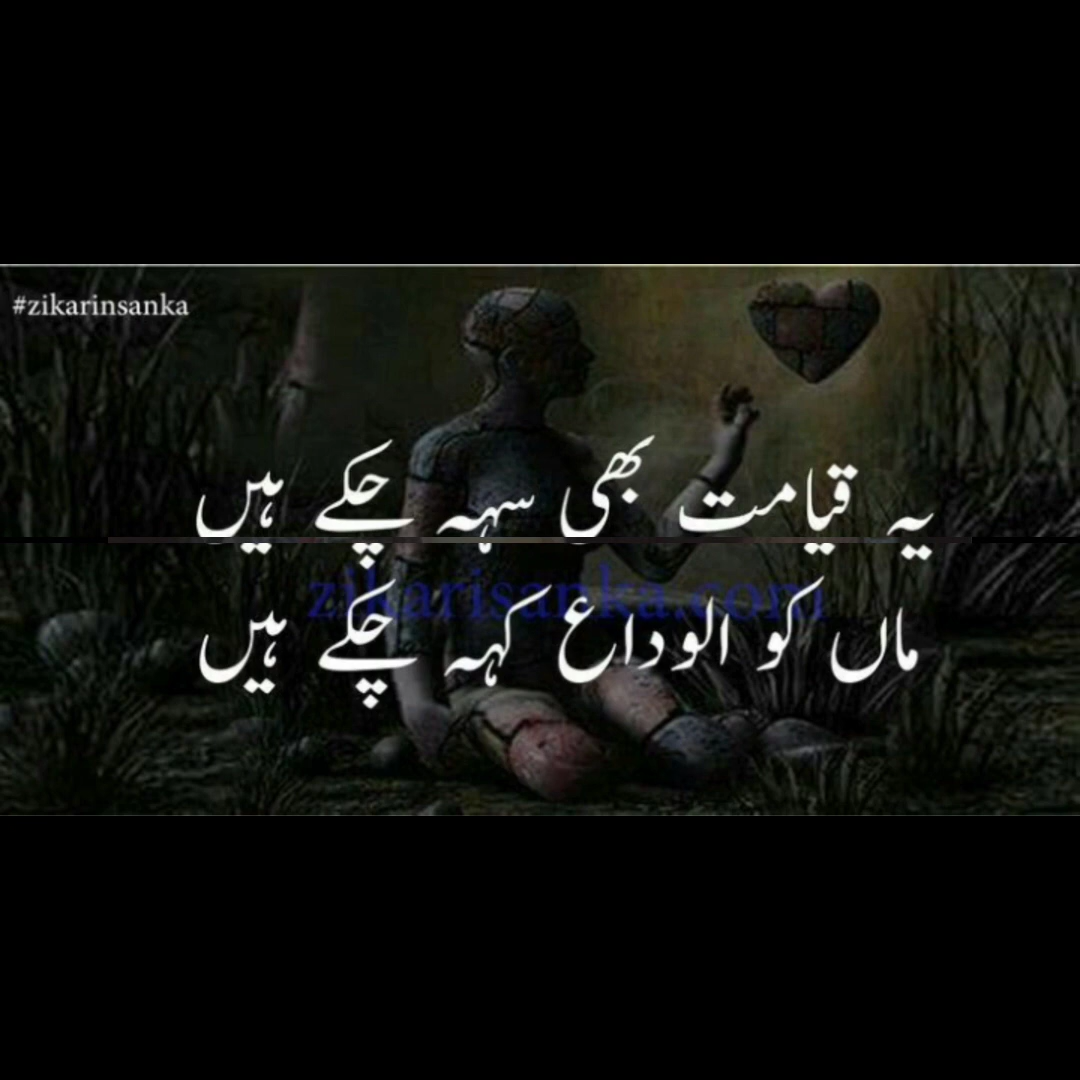 #zikarinsanka
یہ قیامت بھی سہہ چکے ہیں
zikarisanka.com
ماں کو الوداع کہہ چکے ہیں